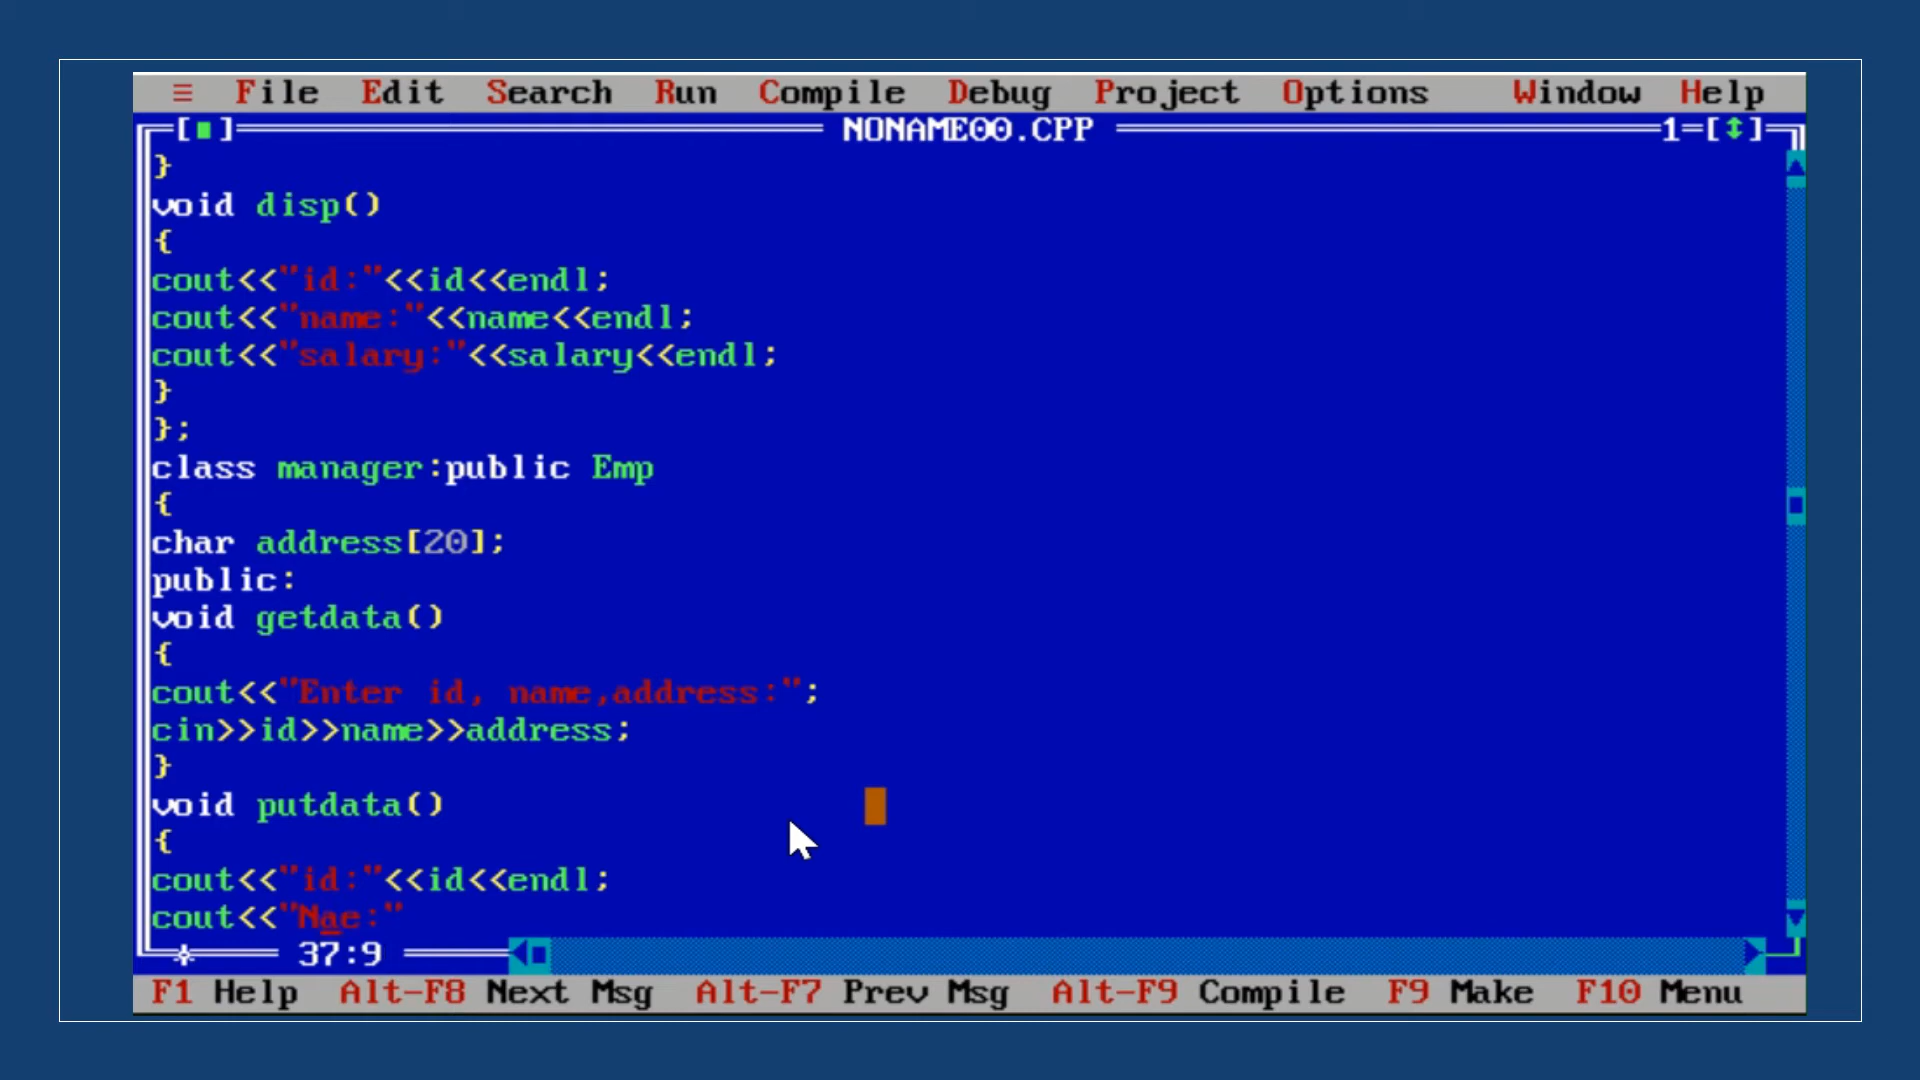 ≡ File Edit Search Run Compile Debug Project Options Window Help
[■] NONAME00.CPP 1=[↕]
}
void disp()
{
cout<<"id:"<<id<<endl;
cout<<"name:"<<name<<endl;
cout<<"salary:"<<salary<<endl;
}
};
class manager:public Emp
{
char address[20];
public:
void getdata()
{
cout<<"Enter id, name,address:";
cin>>id>>name>>address;
}
void putdata()
{
cout<<"id:"<<id<<endl;
cout<<"Nae:"
37:9
F1 Help Alt-F8 Next Msg Alt-F7 Prev Msg Alt-F9 Compile F9 Make F10 Menu